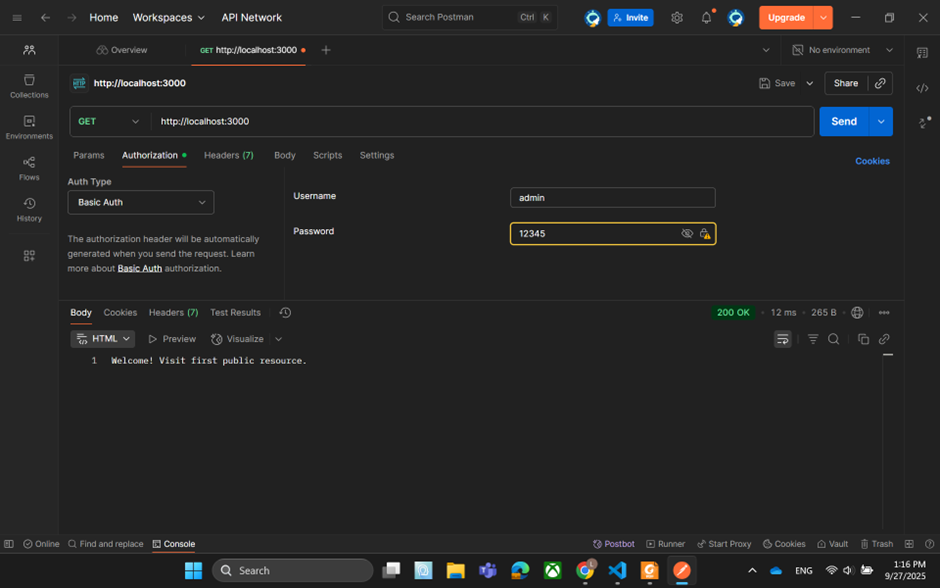 Home Workspaces API Network Search Postman Ctrl K Invite Upgrade
Overview GET http://localhost:3000 No environment
http://localhost:3000 Save Share
Collections
GET http://localhost:3000 Send
Environments
Params Authorization Headers (7) Body Scripts Settings Cookies
Flows
Auth Type
Basic Auth
Username admin
History
Password 12345
The authorization header will be automatically
generated when you send the request. Learn
more about Basic Auth authorization.
Body Cookies Headers (7) Test Results 200 OK • 12 ms • 265 B
HTML Preview Visualize
1 Welcome! Visit first public resource.
Online Find and replace Console Postbot Runner Start Proxy Cookies Vault Trash
Search ENG 1:16 PM
9/27/2025